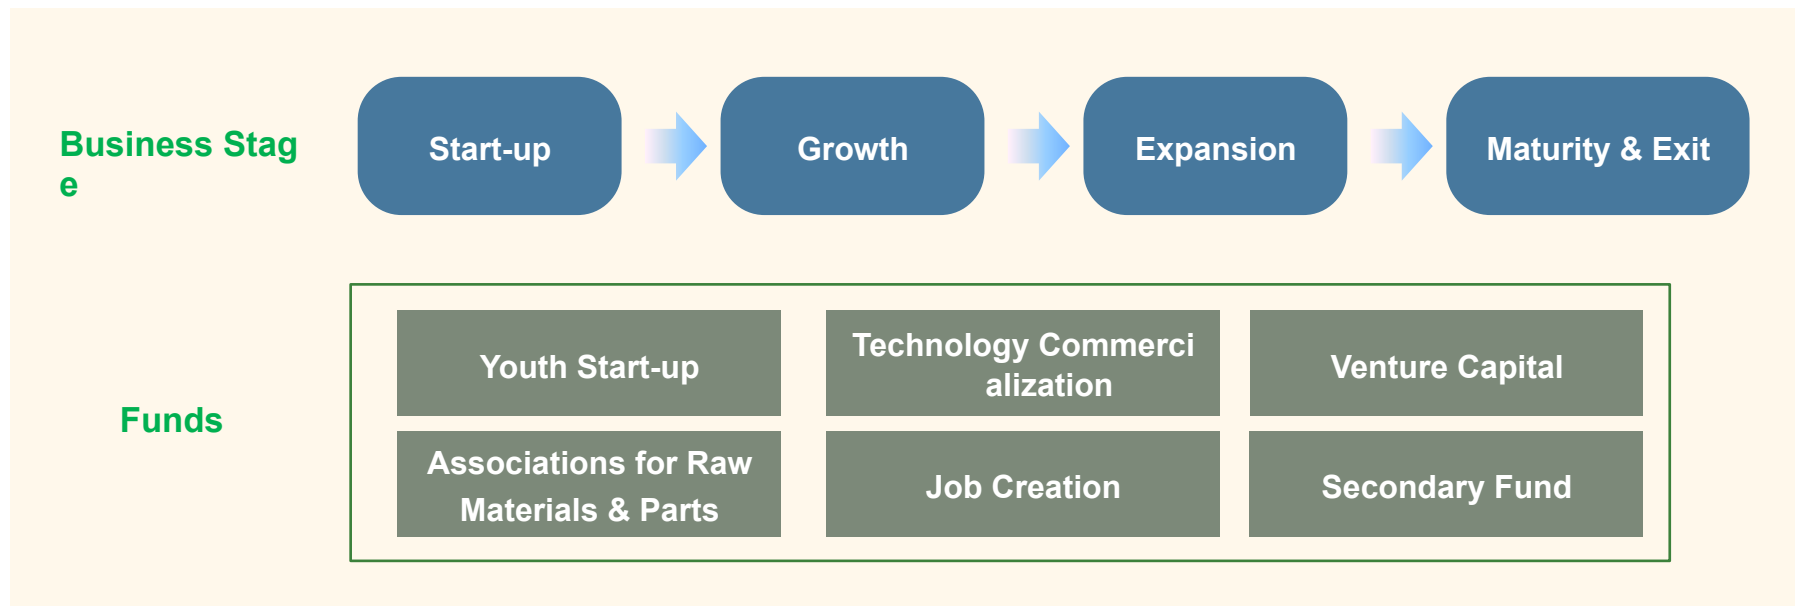 Business Stag
e
Start-up
Growth
Expansion
Maturity & Exit
Funds
Youth Start-up
Technology Commerci
alization
Venture Capital
Associations for Raw
Materials & Parts
Job Creation
Secondary Fund